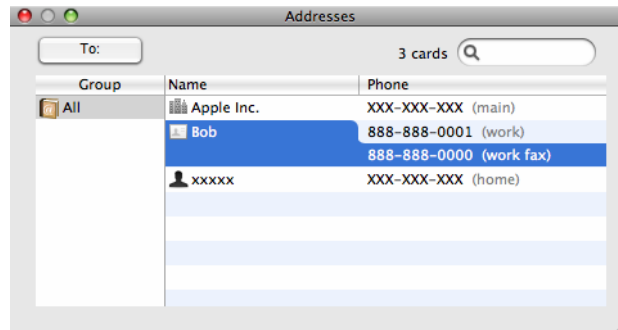 Addresses
To:
3 cards
Group Name Phone
All Apple Inc. XXX-XXX-XXX (main)
Bob 888-888-0001 (work)
888-888-0000 (work fax)
xxxxx XXX-XXX-XXX (home)